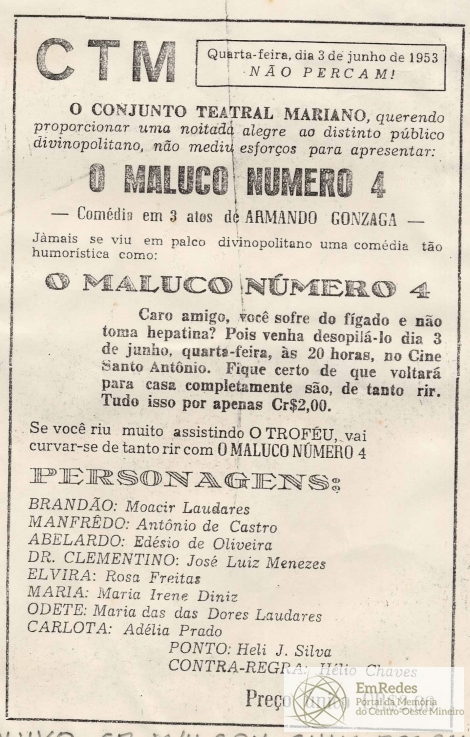 CTM
Quarta-feira, dia 3 de junho de 1953
NÃO PERCAM!
O CONJUNTO TEATRAL MARIANO, querendo
proporcionar uma noitada alegre ao distinto público
divinopolitano, não mediu esforços para apresentar:
O MALUCO NUMERO 4
— Comédia em 3 atos de ARMANDO GONZAGA —
Jàmais se viu em palco divinopolitano uma comédia tão
humorística como:
O MALUCO NÚMERO 4
Caro amigo, você sofre do fígado e não
toma hepatina? Pois venha desopilá-lo dia 3
de junho, quarta-feira, às 20 horas, no Cine
Santo Antônio. Fique certo de que voltará
para casa completamente são, de tanto rir.
Tudo isso por apenas Cr$2,00.
Se você riu muito assistindo O TROFÉU, vai
curvar-se de tanto rir com O MALUCO NÚMERO 4
PERSONAGENS:
BRANDÃO: Moacir Laudares
MANFRÊDO: Antônio de Castro
ABELARDO: Edésio de Oliveira
DR. CLEMENTINO: José Luiz Menezes
ELVIRA: Rosa Freitas
MARIA: Maria Irene Diniz
ODETE: Maria das das Dores Laudares
CARLOTA: Adélia Prado
PONTO: Heli J. Silva
CONTRA-REGRA: Hélio Chaves
Preço
EmRedes
Portal da Memória
do Centro-Oeste Mineiro